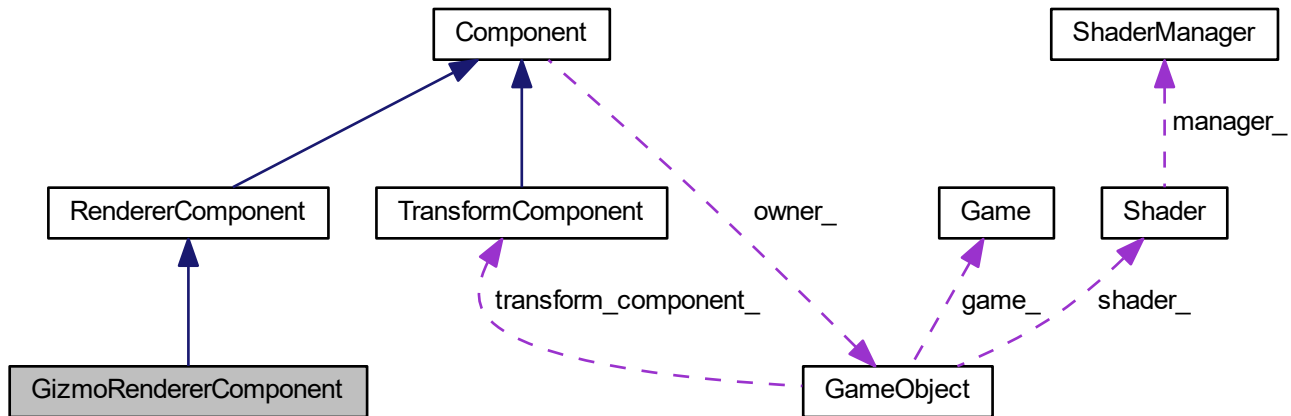 Component
ShaderManager
manager_
RendererComponent
TransformComponent
owner_
Game
Shader
transform_component_
game_
shader_
GizmoRendererComponent
GameObject